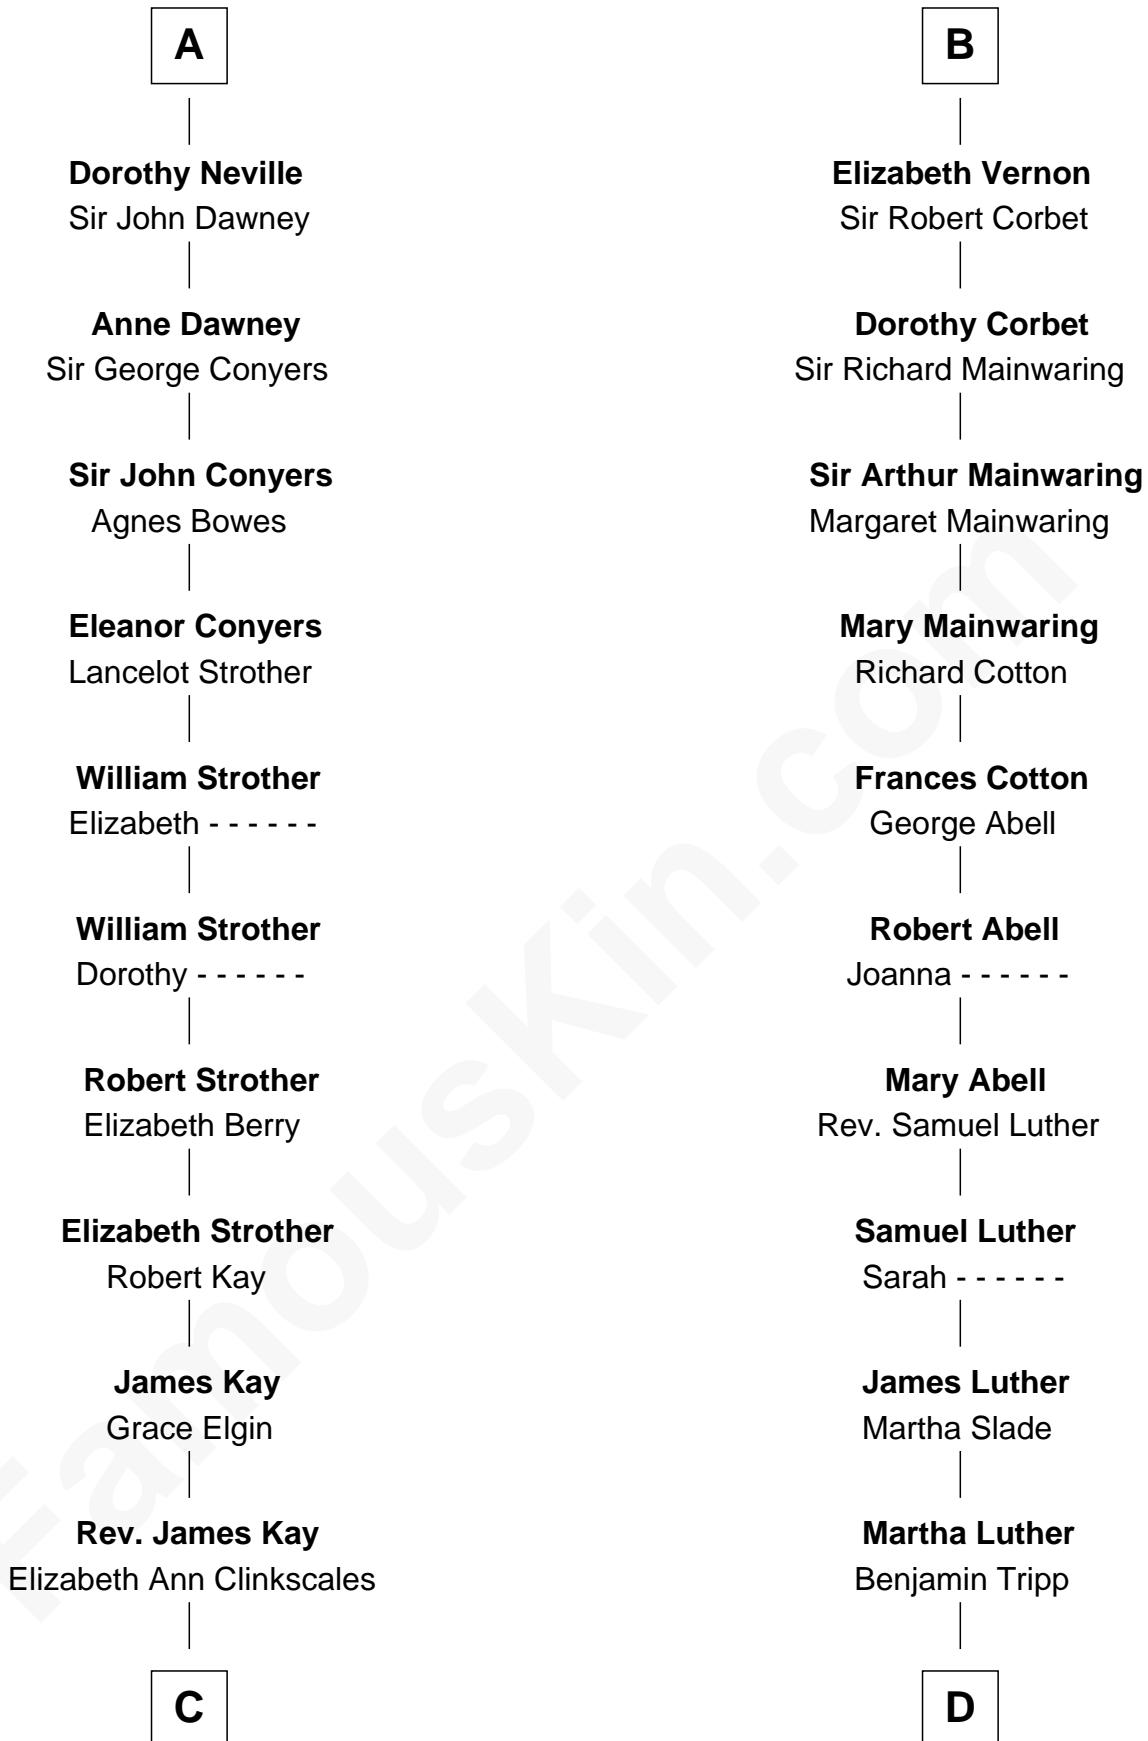 A
Dorothy Neville
Sir John Dawney
Anne Dawney
Sir George Conyers
Sir John Conyers
Agnes Bowes
Eleanor Conyers
Lancelot Strother
William Strother
Elizabeth - - - - - -
William Strother
Dorothy - - - - - -
Robert Strother
Elizabeth Berry
Elizabeth Strother
Robert Kay
James Kay
Grace Elgin
Rev. James Kay
Elizabeth Ann Clinkscales
C
B
Elizabeth Vernon
Sir Robert Corbet
Dorothy Corbet
Sir Richard Mainwaring
Sir Arthur Mainwaring
Margaret Mainwaring
Mary Mainwaring
Richard Cotton
Frances Cotton
George Abell
Robert Abell
Joanna - - - - - -
Mary Abell
Rev. Samuel Luther
Samuel Luther
Sarah - - - - - -
James Luther
Martha Slade
Martha Luther
Benjamin Tripp
D
FamousKin.com